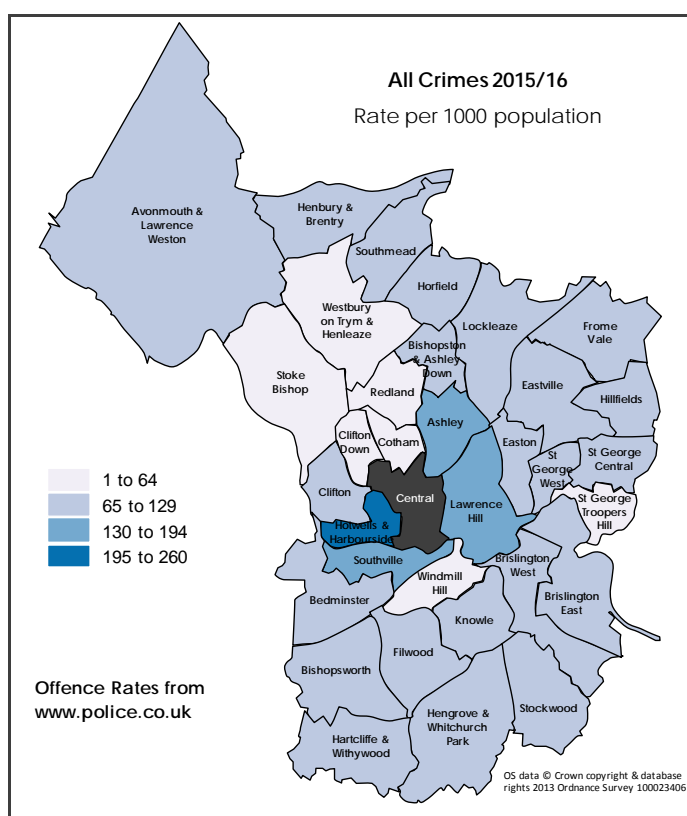 All Crimes 2015/16
Rate per 1000 population
Avonmouth &
Lawrence
Weston
Henbury &
Brentry
Southmead
Horfield
Lockleaze
Frome
Vale
Westbury
on Trym &
Henleaze
Bishopston
& Ashley
Down
Eastville
Hillfields
Stoke
Bishop
Redland
Ashley
Clifton
Down
Cotham
Easton
St
George
West
St George
Central
1 to 64
65 to 129
130 to 194
195 to 260
Clifton
Central
Lawrence
Hill
St George
Troopers
Hill
Hotwells &
Harbourside
Southville
Windmill
Hill
Brislington
West
Brislington
East
Bedminster
Knowle
Filwood
Bishopsworth
Stockwood
Hengrove &
Whitchurch
Park
Hartcliffe &
Withywood
Offence Rates from
www.police.co.uk
OS data © Crown copyright & database
rights 2013 Ordnance Survey 100023406